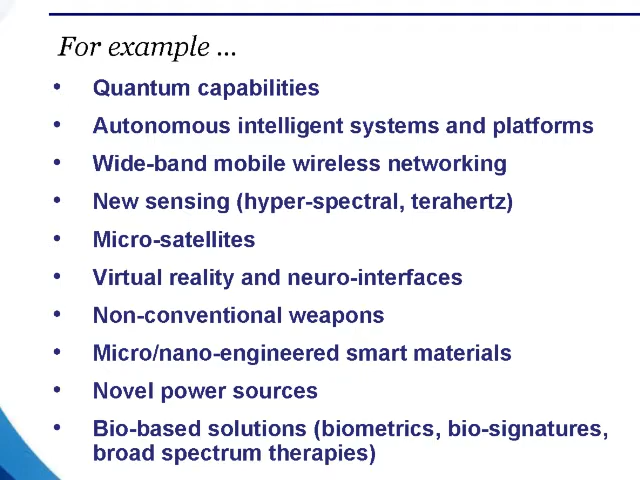 For example ...
• Quantum capabilities
• Autonomous intelligent systems and platforms
• Wide-band mobile wireless networking
• New sensing (hyper-spectral, terahertz)
• Micro-satellites
• Virtual reality and neuro-interfaces
• Non-conventional weapons
• Micro/nano-engineered smart materials
• Novel power sources
• Bio-based solutions (biometrics, bio-signatures,
broad spectrum therapies)